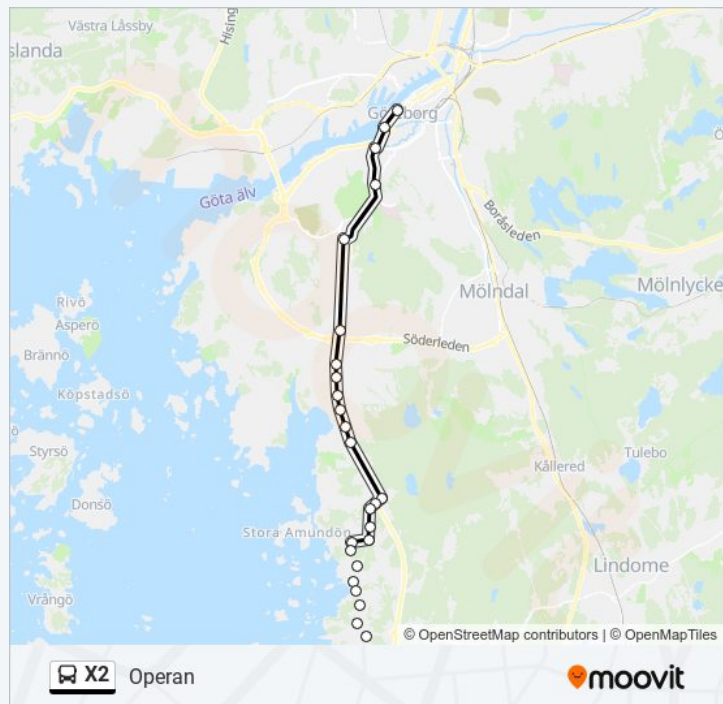 Västra Låssby
Hising
slanda
Göteborg
Göta älv
Boråsleden
Ö
Rivö
Asperö
Mölndal
Mölnlycke
Brännö
Söderleden
Köpstadsö
ö
Styrsö
Tulebo
Kållered
Donsö
Stora Amundön
Lindome
Vrångö
© OpenStreetMap contributors | © OpenMapTiles
X2 Operan moovit